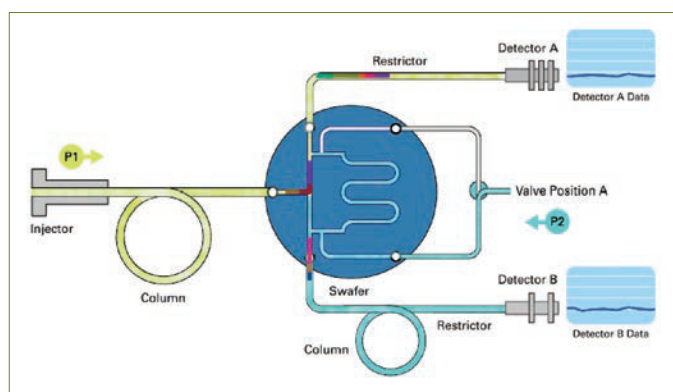 Restrictor
Detector A
Detector A Data
P1
Injector
Column
Valve Position A
P2
Swafer
Detector B
Restrictor
Column
Detector B Data